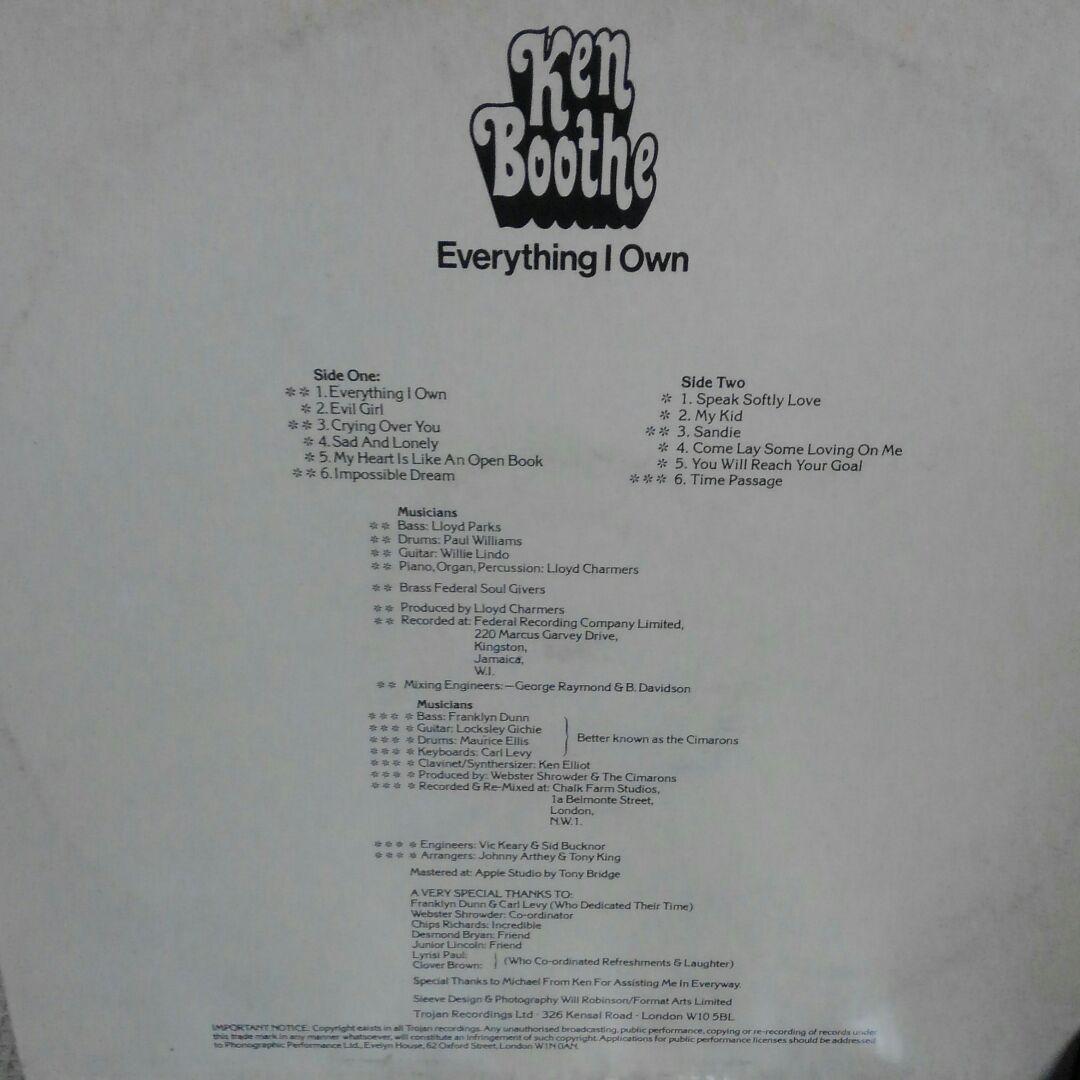 Ken
Boothe
Everything I Own
Side One:
** 1. Everything I Own
* 2. Evil Girl
** 3. Crying Over You
* 4. Sad And Lonely
* 5. My Heart Is Like An Open Book
** 6. Impossible Dream
Side Two
* 1. Speak Softly Love
* 2. My Kid
** 3. Sandie
* 4. Come Lay Some Loving On Me
* 5. You Will Reach Your Goal
*** 6. Time Passage
Musicians
** Bass: Lloyd Parks
** Drums: Paul Williams
** Guitar: Willie Lindo
** Piano, Organ, Percussion: Lloyd Charmers
** Brass Federal Soul Givers
** Produced by Lloyd Charmers
** Recorded at: Federal Recording Company Limited,
220 Marcus Garvey Drive,
Kingston,
Jamaica,
W.I.
** Mixing Engineers:—George Raymond & B. Davidson
Musicians
**** Bass: Franklyn Dunn
**** Guitar: Locksley Gichie
**** Drums: Maurice Ellis
**** Keyboards: Carl Levy
Better known as the Cimarons
**** Clavinet/Synthersizer: Ken Elliot
**** Produced by: Webster Shrowder & The Cimarons
**** Recorded & Re-Mixed at: Chalk Farm Studios,
1a Belmonte Street,
London,
N.W.1.
**** Engineers: Vic Keary & Sid Bucknor
**** Arrangers: Johnny Arthey & Tony King
Mastered at: Apple Studio by Tony Bridge
A VERY SPECIAL THANKS TO:
Franklyn Dunn & Carl Levy (Who Dedicated Their Time)
Webster Shrowder: Co-ordinator
Chips Richards: Incredible
Desmond Bryan: Friend
Junior Lincoln: Friend
Lynsi Paul:
Clover Brown:
(Who Co-ordinated Refreshments & Laughter)
Special Thanks to Michael From Ken For Assisting Me In Everyway.
Sleeve Design & Photography Will Robinson/Format Arts Limited
Trojan Recordings Ltd · 326 Kensal Road · London W10 5BL
IMPORTANT NOTICE: Copyright exists in all Trojan recordings. Any unauthorised broadcasting, public performance, copying or re-recording of records under
this trade mark in any manner whatsoever, will constitute an infringement of such copyright. Applications for public performance licenses should be addressed
to Phonographic Performance Ltd., Evelyn House, 62 Oxford Street, London W1N 0AN.